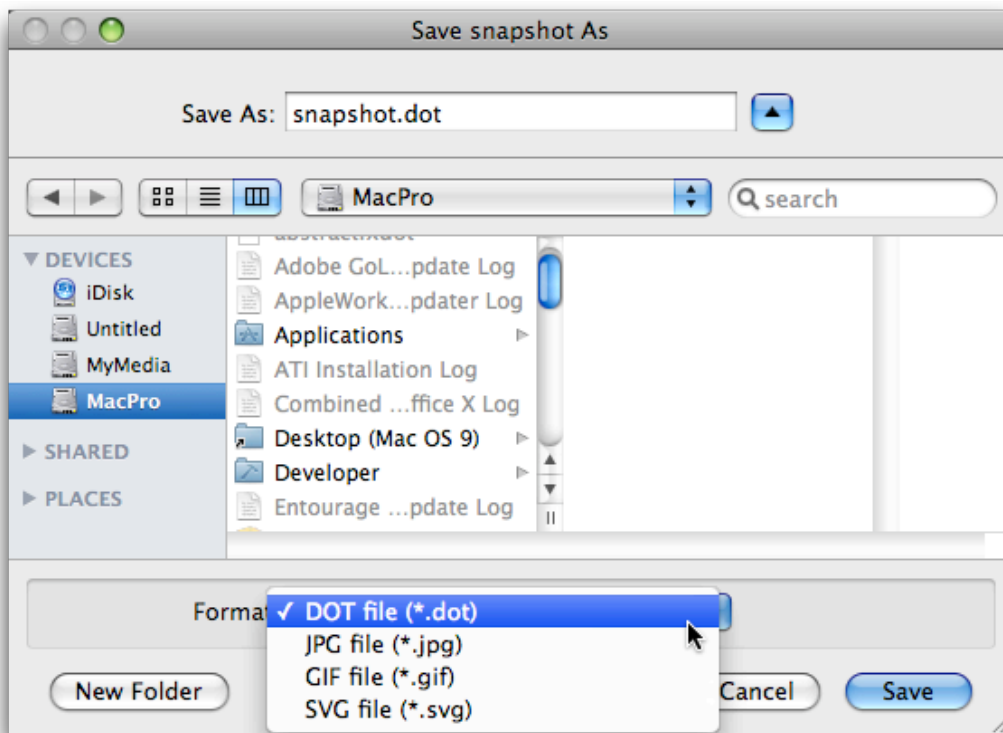 Save snapshot As
Save As: snapshot.dot
MacPro search
DEVICES
iDisk
Untitled
MyMedia
MacPro
SHARED
PLACES
Adobe GoL...pdate Log
AppleWork...pdater Log
Applications
ATI Installation Log
Combined ...ffice X Log
Desktop (Mac OS 9)
Developer
Entourage ...pdate Log
Forma
✓ DOT file (*.dot)
JPG file (*.jpg)
GIF file (*.gif)
SVG file (*.svg)
New Folder Cancel Save